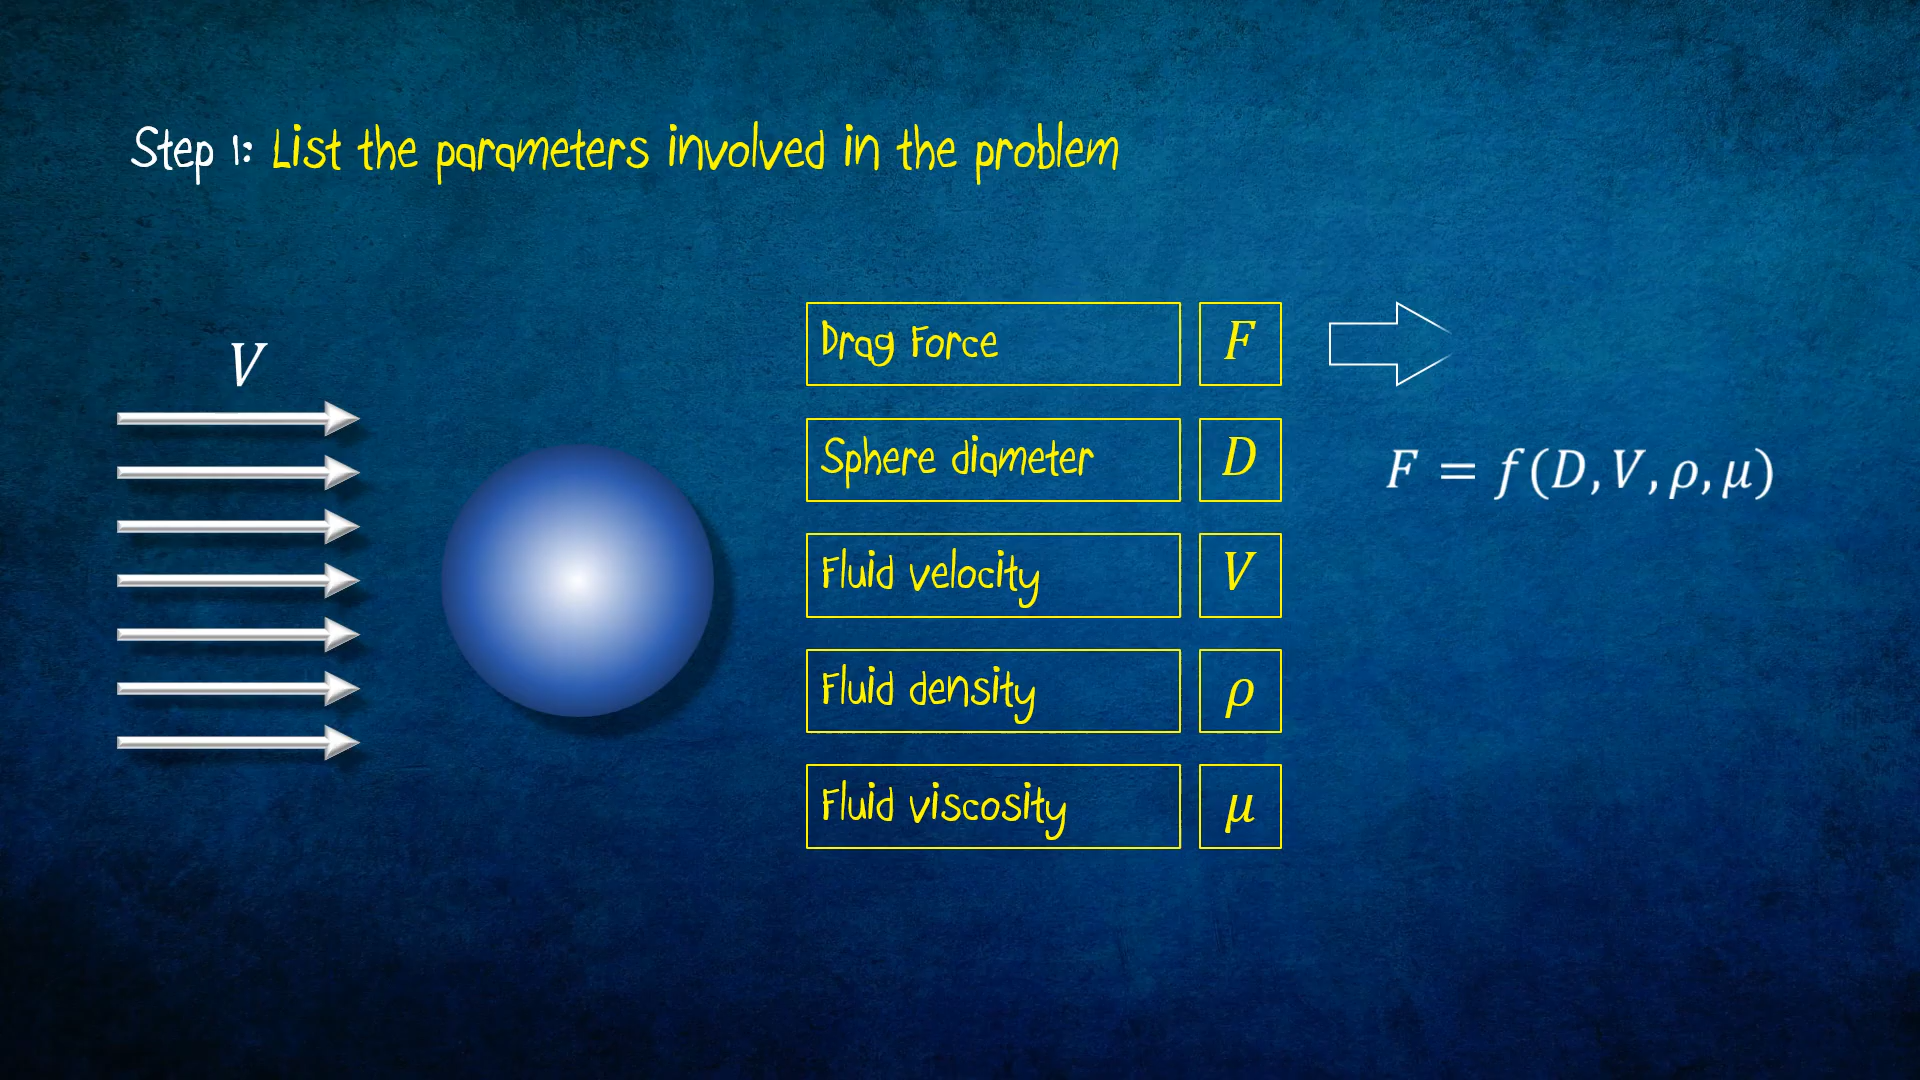 Step 1: List the parameters involved in the problem
V
Drag Force F
Sphere diameter D
F = f(D,V,ρ,μ)
Fluid velocity V
Fluid density ρ
Fluid viscosity μ